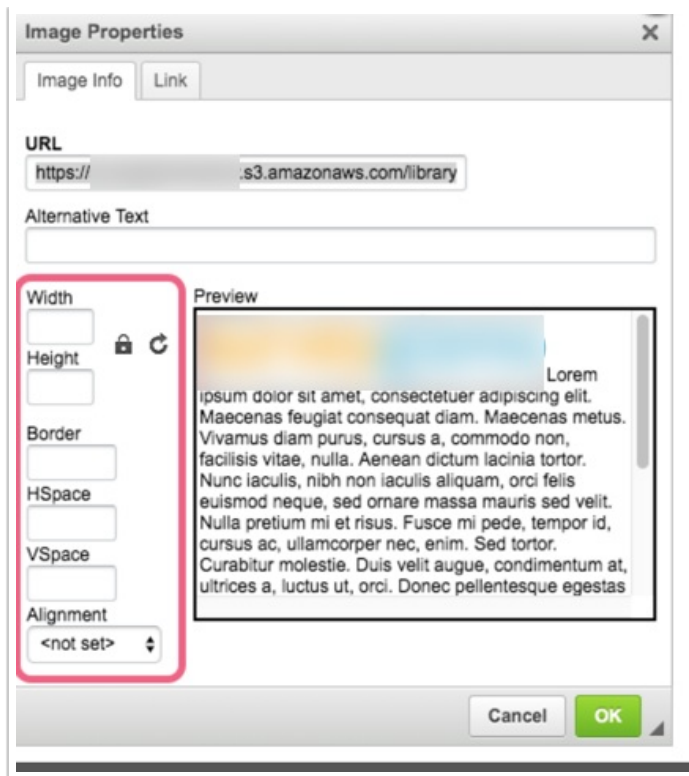 Image Properties
Image Info Link
URL
https:// .s3.amazonaws.com/library
Alternative Text
Width
Height
Border
HSpace
VSpace
Alignment
<not set>
Preview
Lorem
ipsum dolor sit amet, consectetuer adipiscing elit.
Maecenas feugiat consequat diam. Maecenas metus.
Vivamus diam purus, cursus a, commodo non,
facilisis vitae, nulla. Aenean dictum lacinia tortor.
Nunc iaculis, nibh non iaculis aliquam, orci felis
euismod neque, sed ornare massa mauris sed velit.
Nulla pretium mi et risus. Fusce mi pede, tempor id,
cursus ac, ullamcorper nec, enim. Sed tortor.
Curabitur molestie. Duis velit augue, condimentum at,
ultrices a, luctus ut, orci. Donec pellentesque egestas
Cancel OK